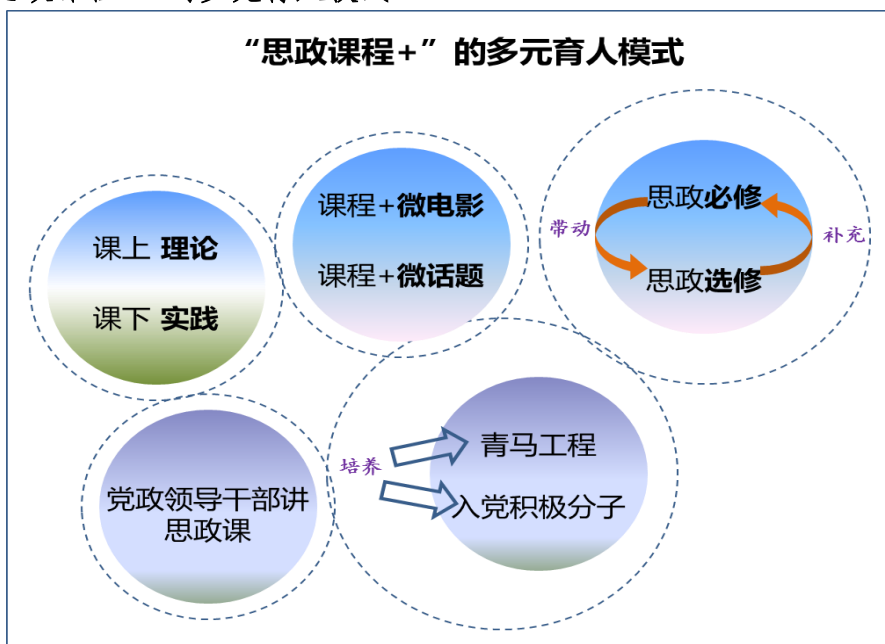 “思政课程+”的多元育人模式
课上 理论
课下 实践
课程+微电影
课程+微话题
思政必修
带动
补充
思政选修
党政领导干部讲
思政课
培养
青马工程
入党积极分子